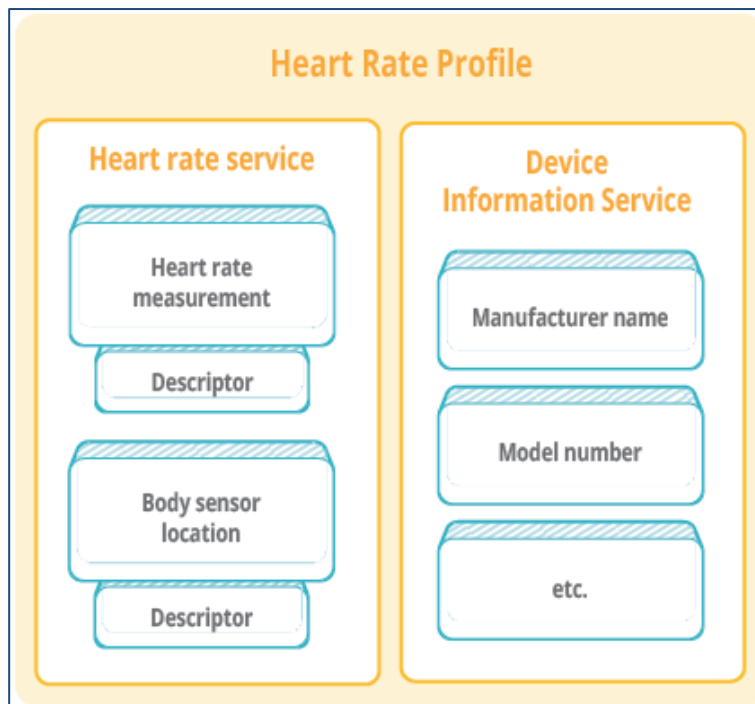 Heart Rate Profile
Heart rate service
Heart rate
measurement
Descriptor
Body sensor
location
Descriptor
Device
Information Service
Manufacturer name
Model number
etc.